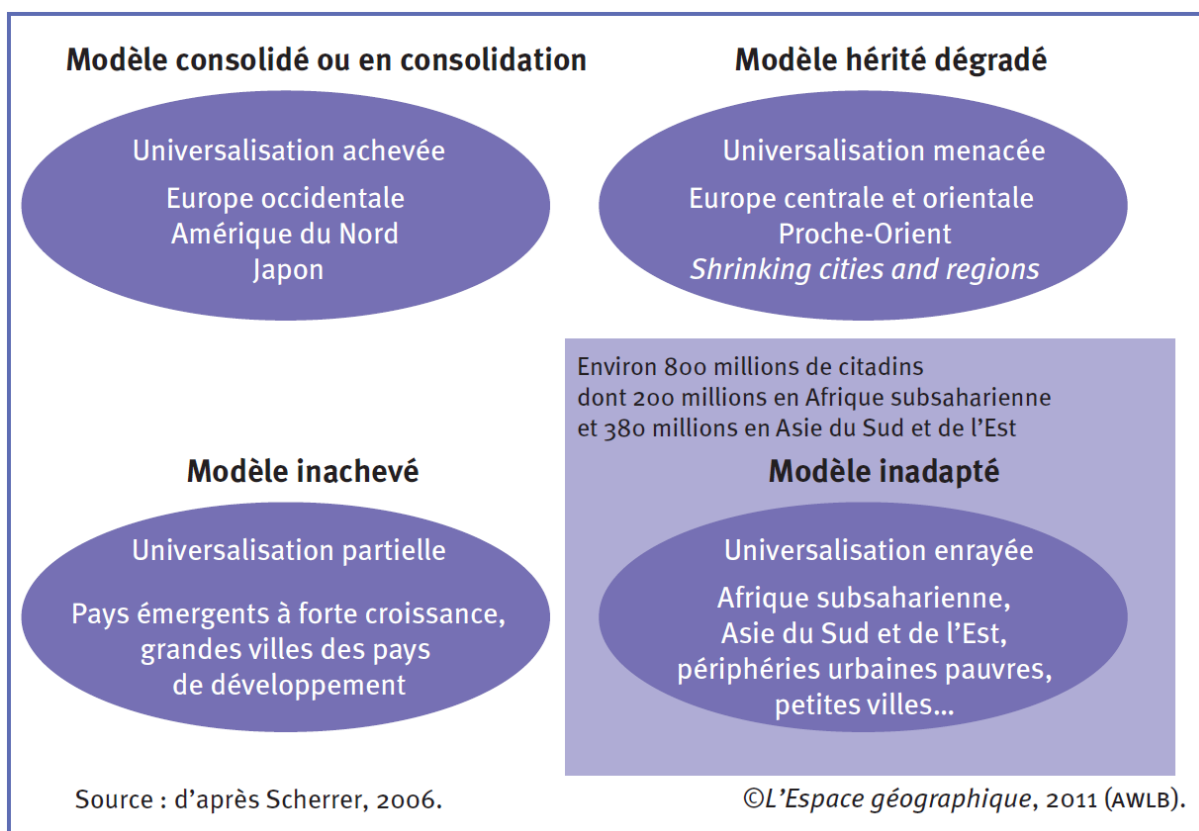 Modèle consolidé ou en consolidation
Universalisation achevée
Europe occidentale
Amérique du Nord
Japon
Modèle hérité dégradé
Universalisation menacée
Europe centrale et orientale
Proche-Orient
Shrinking cities and regions
Modèle inachevé
Universalisation partielle
Pays émergents à forte croissance,
grandes villes des pays
de développement
Environ 800 millions de citadins
dont 200 millions en Afrique subsaharienne
et 380 millions en Asie du Sud et de l'Est
Modèle inadapté
Universalisation enrayée
Afrique subsaharienne,
Asie du Sud et de l'Est,
périphéries urbaines pauvres,
petites villes…
Source : d'après Scherrer, 2006.
©L'Espace géographique, 2011 (AWLB).